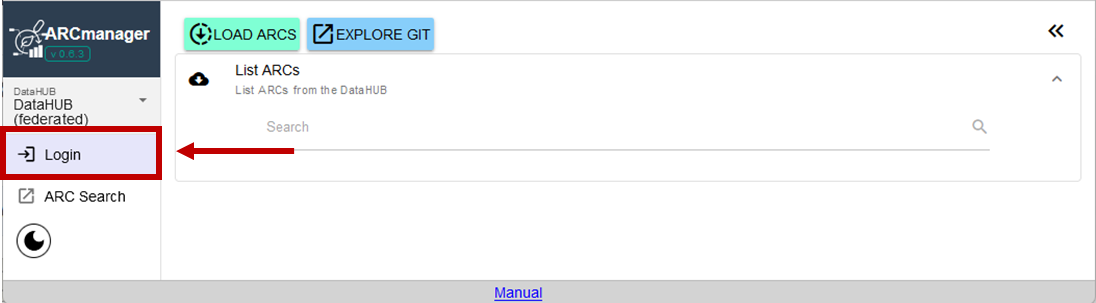 ARCmanager
v 0.6.3
LOAD ARCS
EXPLORE GIT
List ARCs
List ARCs from the DataHUB
Search
DataHUB
DataHUB
(federated)
Login
ARC Search
Manual